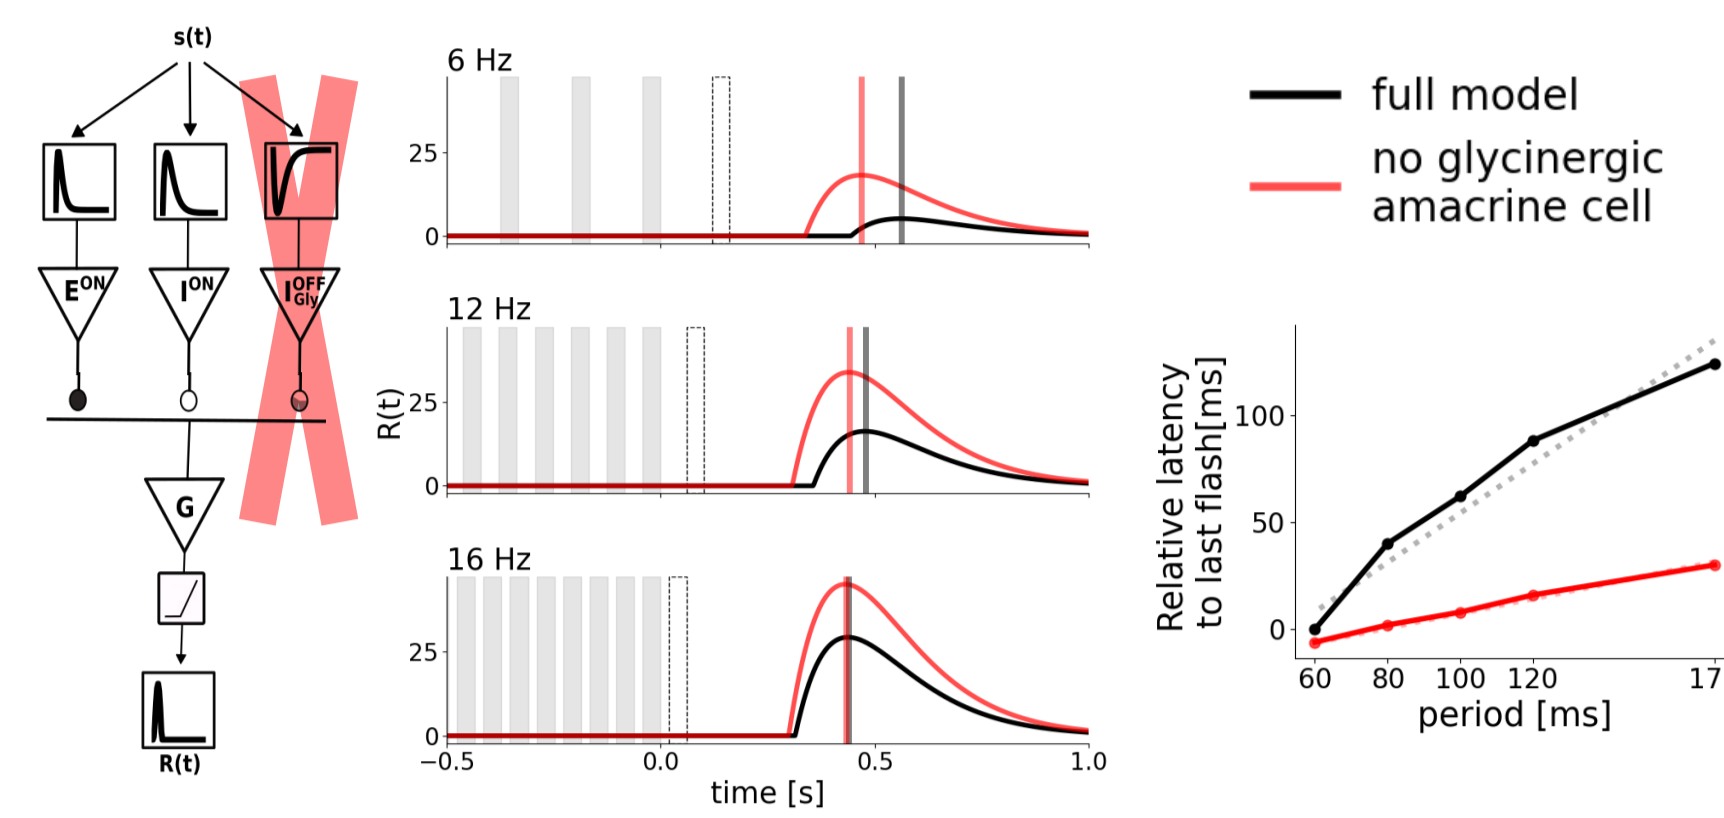 s(t)
E^ON
I^ON
I^OFF_Gly
G
R(t)
6 Hz
25
0
12 Hz
25
0
R(t)
16 Hz
25
0
−0.5
0.0
0.5
1.0
time [s]
full model
no glycinergic
amacrine cell
Relative latency
to last flash[ms]
100
50
0
60
80
100
120
17
period [ms]